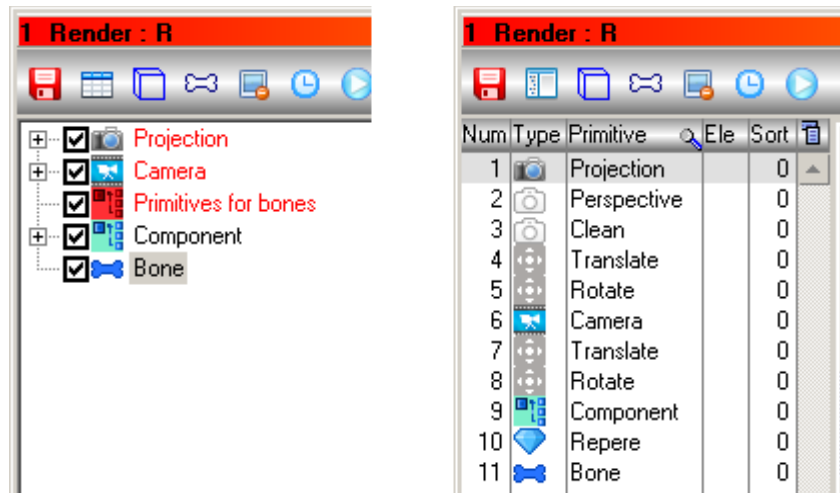 1 Render : R
Projection
Camera
Primitives for bones
Component
Bone
1 Render : R
Num Type Primitive Ele Sort
1 Projection 0
2 Perspective 0
3 Clean 0
4 Translate 0
5 Rotate 0
6 Camera 0
7 Translate 0
8 Rotate 0
9 Component 0
10 Repere 0
11 Bone 0